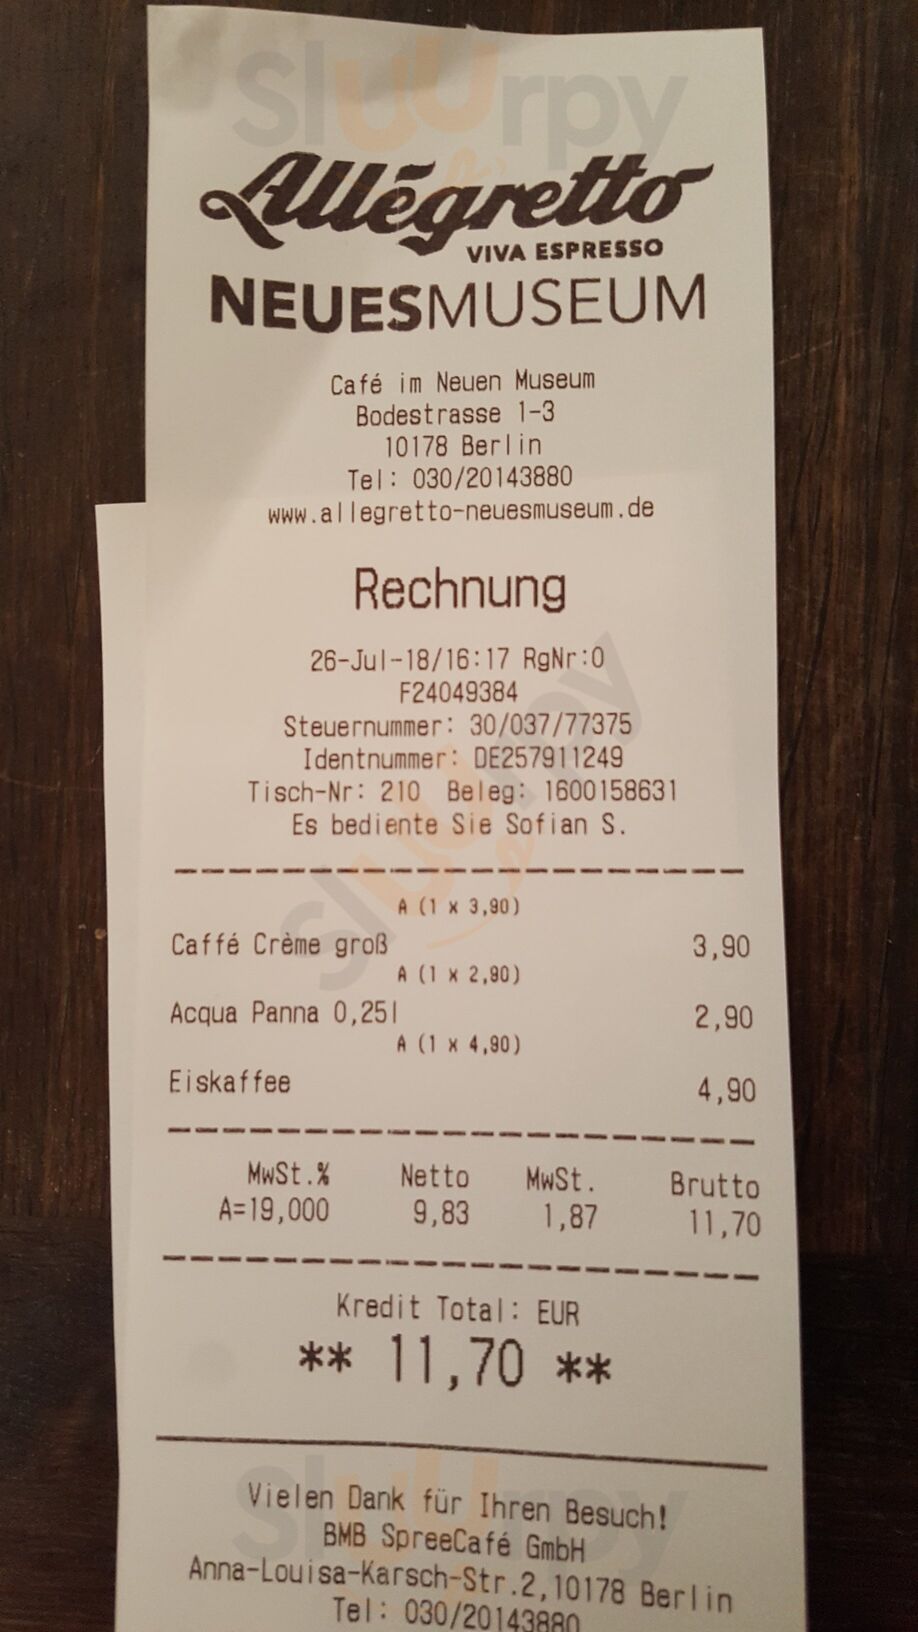 Sluurpy
Allēgretto
VIVA ESPRESSO
NEUESMUSEUM
Café im Neuen Museum
Bodestrasse 1-3
10178 Berlin
Tel: 030/20143880
www.allegretto-neuesmuseum.de
Rechnung
26-Jul-18/16:17 RgNr:0
F24049384
Steuernummer: 30/037/77375
Identnummer: DE257911249
Tisch-Nr: 210 Beleg: 1600158631
Es bediente Sie Sofian S.
Sluurpy
A (1 x 3,90)
Caffé Crème groß 3,90
A (1 x 2,90)
Acqua Panna 0,25l 2,90
A (1 x 4,90)
Eiskaffee 4,90
MwSt.% Netto MwSt. Brutto
A=19,000 9,83 1,87 11,70
Kredit Total: EUR
** 11,70 **
Sluurpy
Vielen Dank für Ihren Besuch!
BMB SpreeCafé GmbH
Anna-Louisa-Karsch-Str.2,10178 Berlin
Tel: 030/20143880